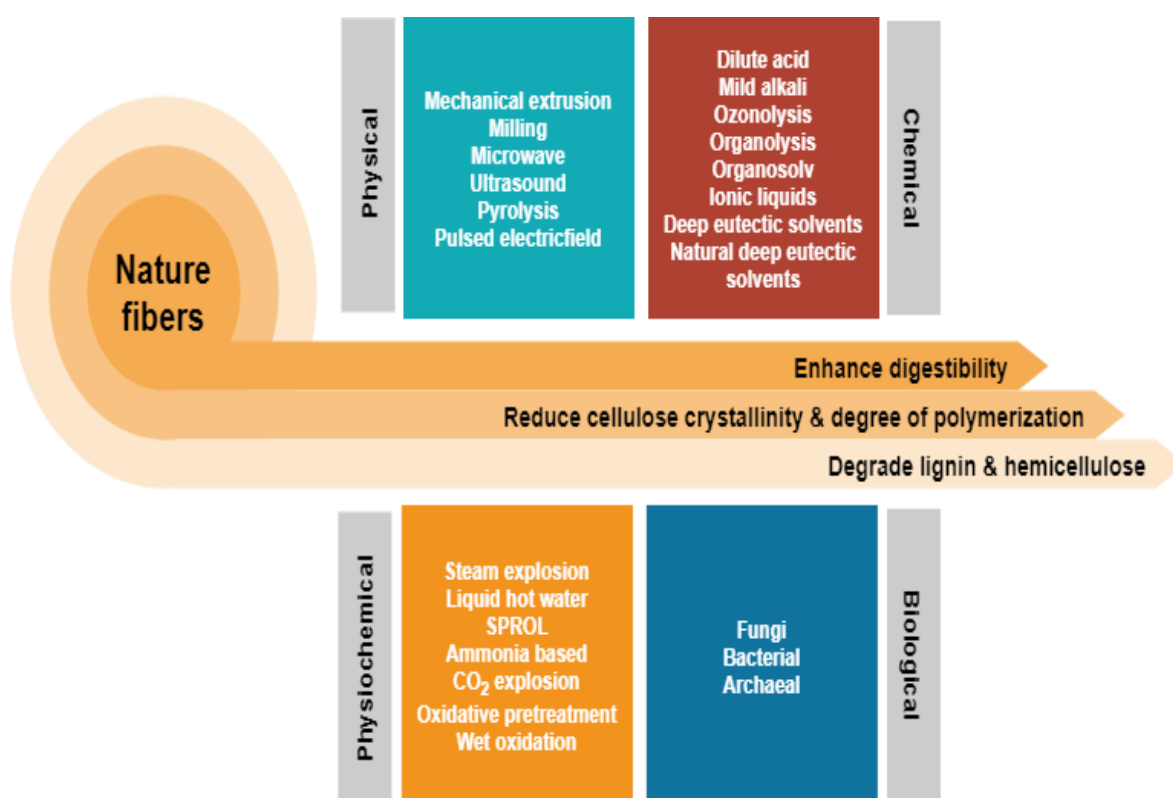 Physical
Mechanical extrusion
Milling
Microwave
Ultrasound
Pyrolysis
Pulsed electricfield
Dilute acid
Mild alkali
Ozonolysis
Organolysis
Organosolv
Ionic liquids
Deep eutectic solvents
Natural deep eutectic
solvents
Chemical
Nature
fibers
Enhance digestibility
Reduce cellulose crystallinity & degree of polymerization
Degrade lignin & hemicellulose
Physiochemical
Steam explosion
Liquid hot water
SPROL
Ammonia based
CO₂ explosion
Oxidative pretreatment
Wet oxidation
Fungi
Bacterial
Archaeal
Biological